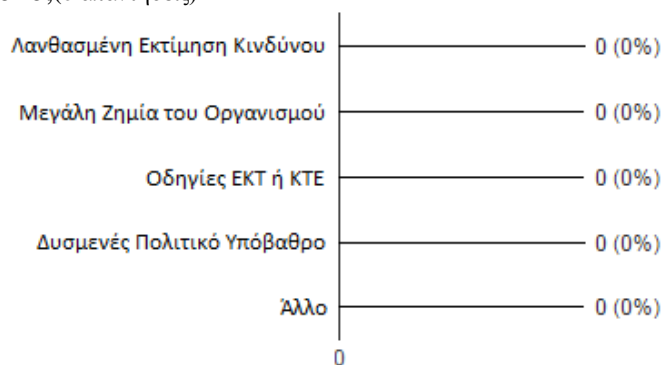 Λανθασμένη Εκτίμηση Κινδύνου 0 (0%)
Μεγάλη Ζημία του Οργανισμού 0 (0%)
Οδηγίες ΕΚΤ ή ΚΤΕ 0 (0%)
Δυσμενές Πολιτικό Υπόβαθρο 0 (0%)
Άλλο 0 (0%)
0